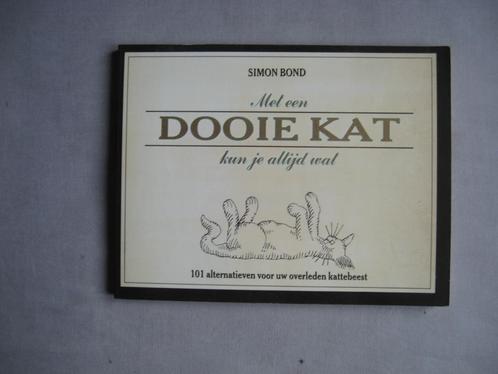 SIMON BOND
Met een
DOOIE KAT
kun je altijd wat
101 alternatieven voor uw overleden kattebeest